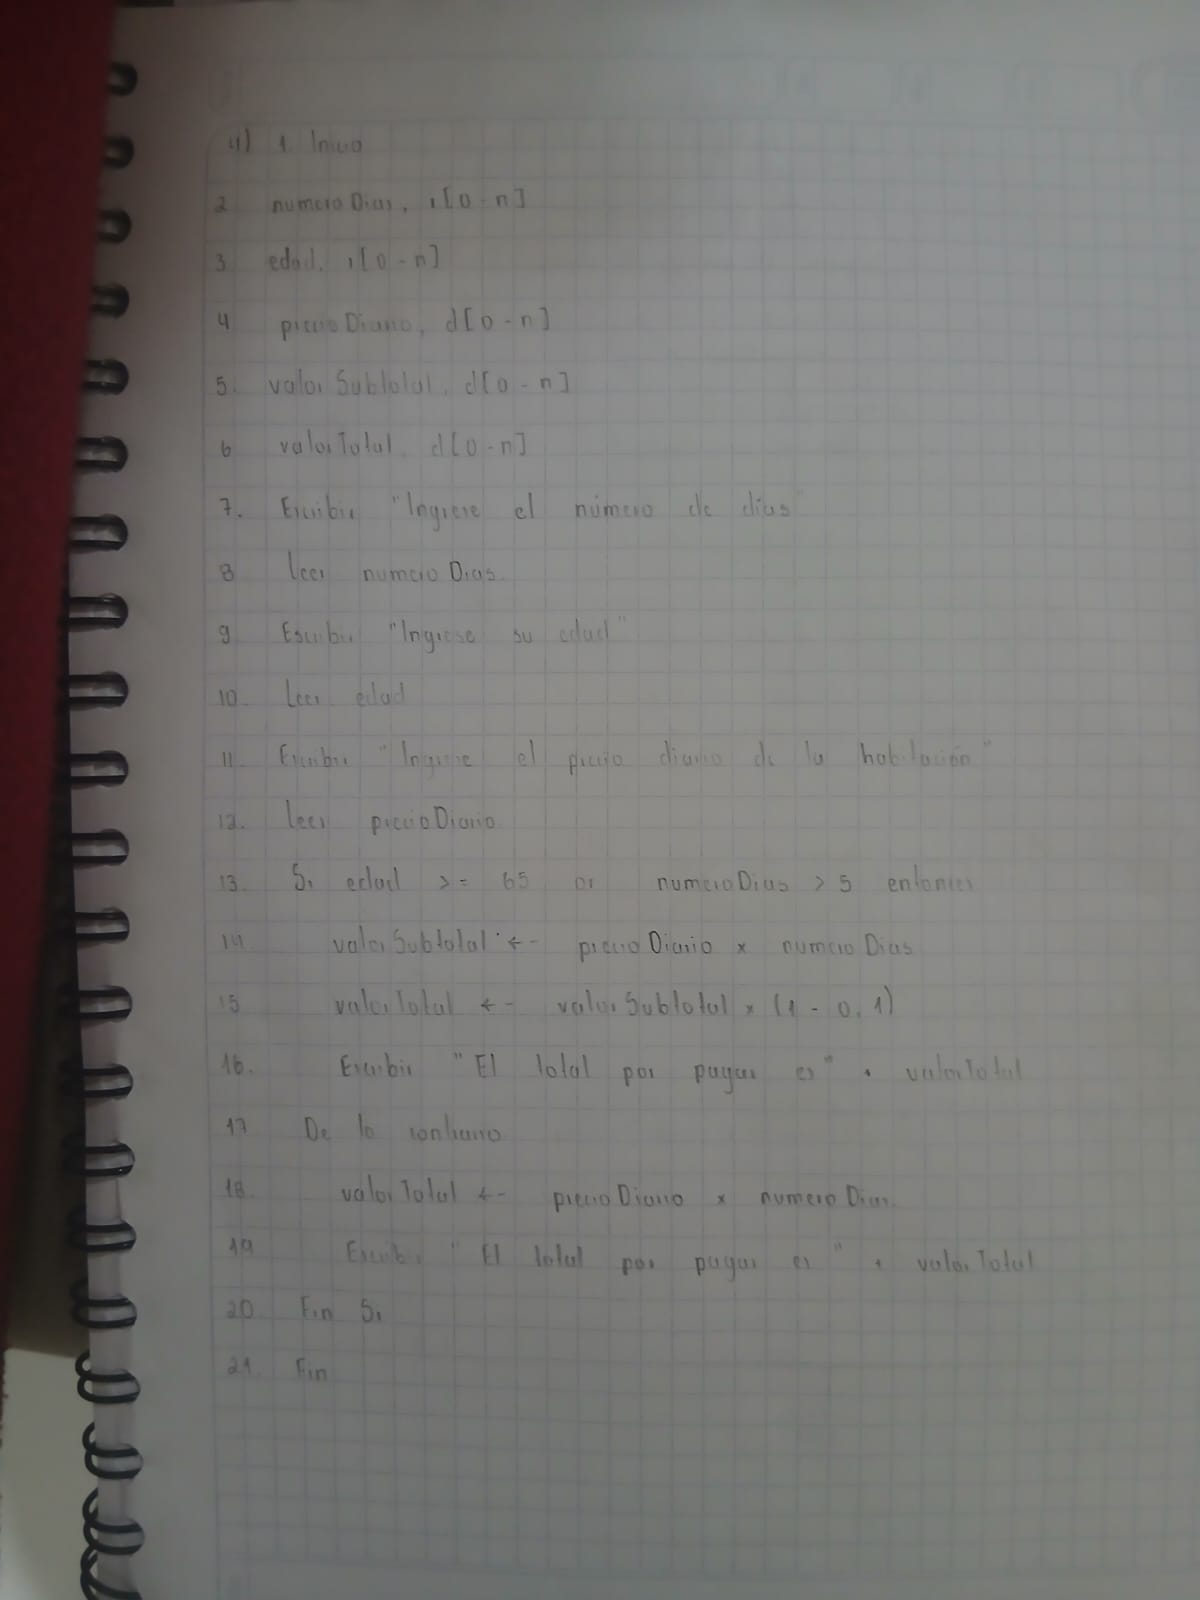 4) 1. Inicio
2 numeroDias, i[0-n]
3 edad, i[0-n]
4 precioDiario, d[0-n]
5. valorSubtotal, d[0-n]
6 valorTotal d[0-n]
7. Escribir "Ingrese el número de días"
8 Leer numeroDias
9 Escribir "Ingrese su edad"
10. Leer edad
11 Escribir "Ingrese el precio diario de la habitación"
12. Leer precioDiario
13. Si edad >= 65 or numeroDias > 5 entonces
14 valorSubtotal <- precioDiario x numeroDias
15 valorTotal <- valorSubtotal x (1 - 0.1)
16. Escribir "El total por pagar es" + valorTotal
17 De lo contrario
18. valorTotal <- precioDiario x numeroDias
19 Escribir "El total por pagar es" + valorTotal
20. Fin Si
21. Fin